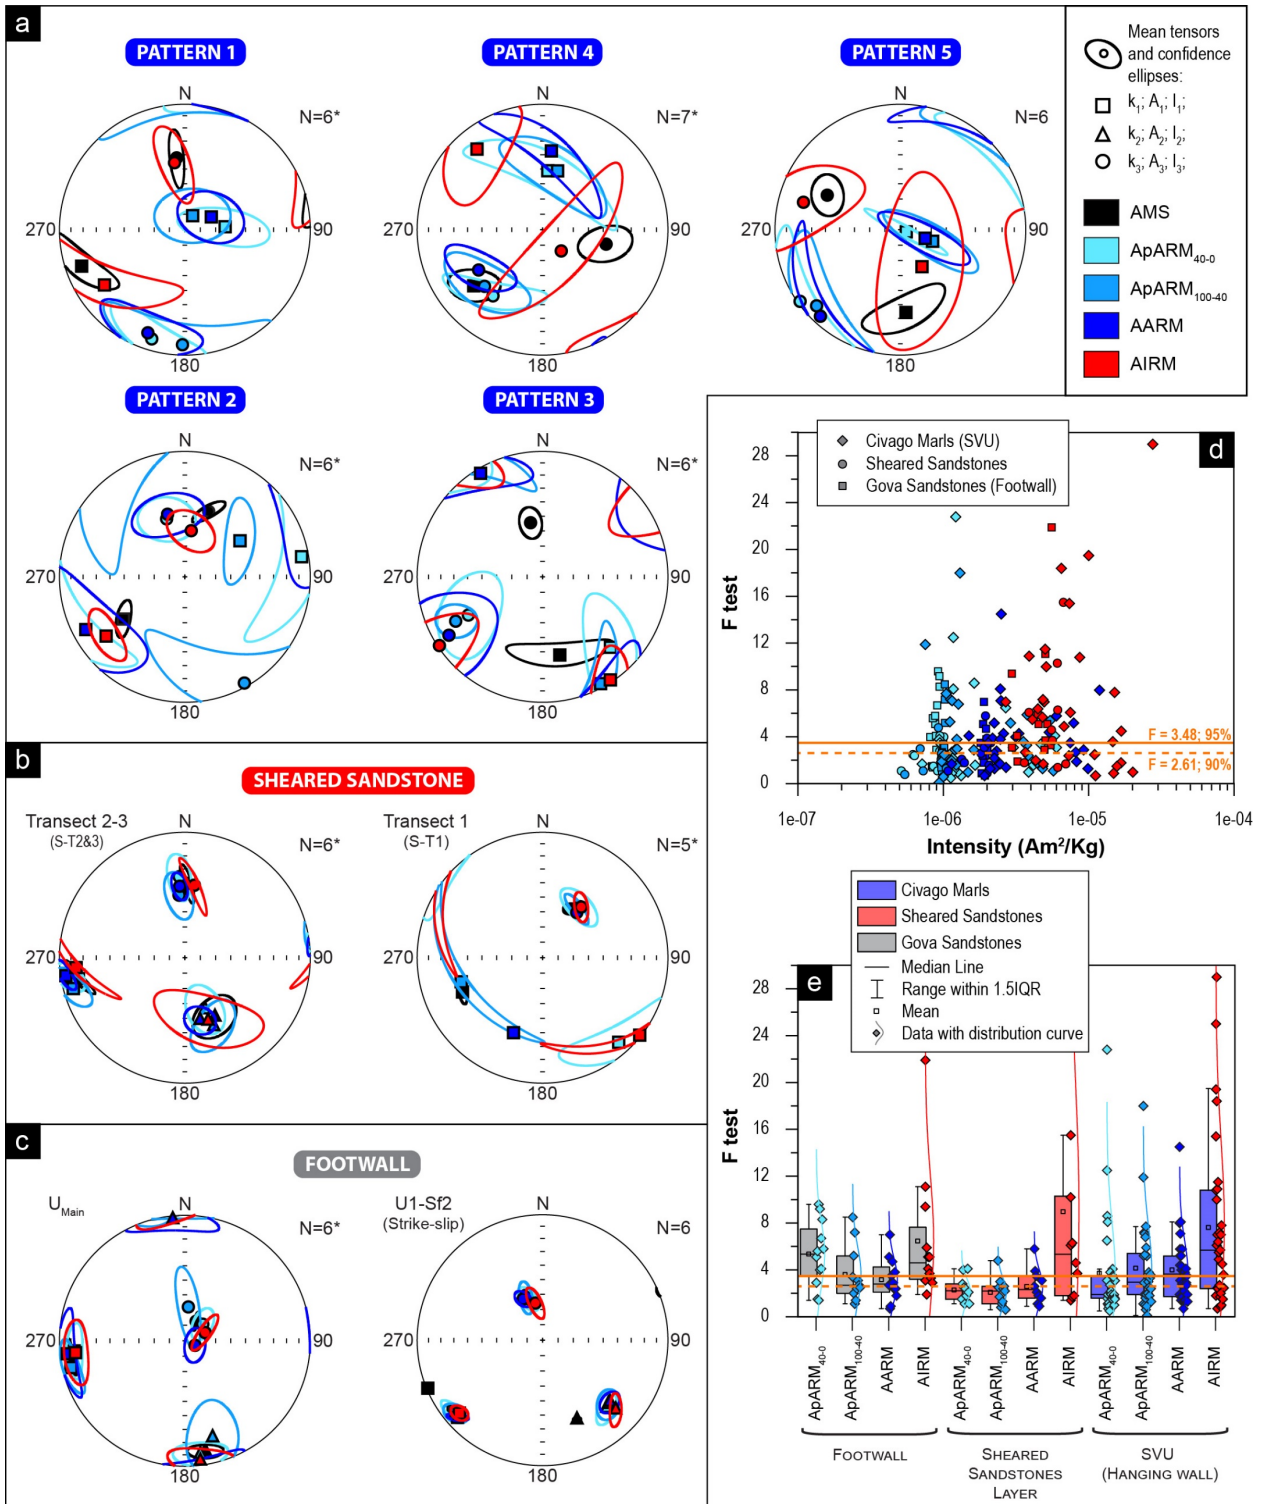 a
PATTERN 1
N
N=6*
270
90
180
PATTERN 4
N=7*
270
90
180
PATTERN 5
N
N=6
270
90
180
Mean tensors
and confidence
ellipses:
k₁; A₁; I₁;
k₂; A₂; I₂;
k₃; A₃; I₃;
AMS
ApARM₄₀₋₀
ApARM₁₀₀₋₄₀
AARM
AIRM
PATTERN 2
N
N=6*
270
90
180
PATTERN 3
N
N=6*
270
90
180
b
SHEARED SANDSTONE
Transect 2-3
(S-T2&3)
N
N=6*
270
90
180
Transect 1
(S-T1)
N
N=5*
270
90
180
c
FOOTWALL
U Main
N
N=6*
270
90
180
U1-Sf2
(Strike-slip)
N
N=6
270
90
180
d
Civago Marls (SVU)
Sheared Sandstones
Gova Sandstones (Footwall)
F test
28
24
20
16
12
8
4
0
F = 3.48; 95%
F = 2.61; 90%
1e-07
1e-06
1e-05
1e-04
Intensity (Am²/Kg)
e
Civago Marls
Sheared Sandstones
Gova Sandstones
Median Line
Range within 1.5IQR
Mean
Data with distribution curve
F test
28
24
20
16
12
8
4
0
ApARM₄₀₋₀
ApARM₁₀₀₋₄₀
AARM
AIRM
ApARM₄₀₋₀
ApARM₁₀₀₋₄₀
AARM
AIRM
ApARM₄₀₋₀
ApARM₁₀₀₋₄₀
AARM
AIRM
FOOTWALL
SHEARED
SANDSTONES
LAYER
SVU
(HANGING WALL)